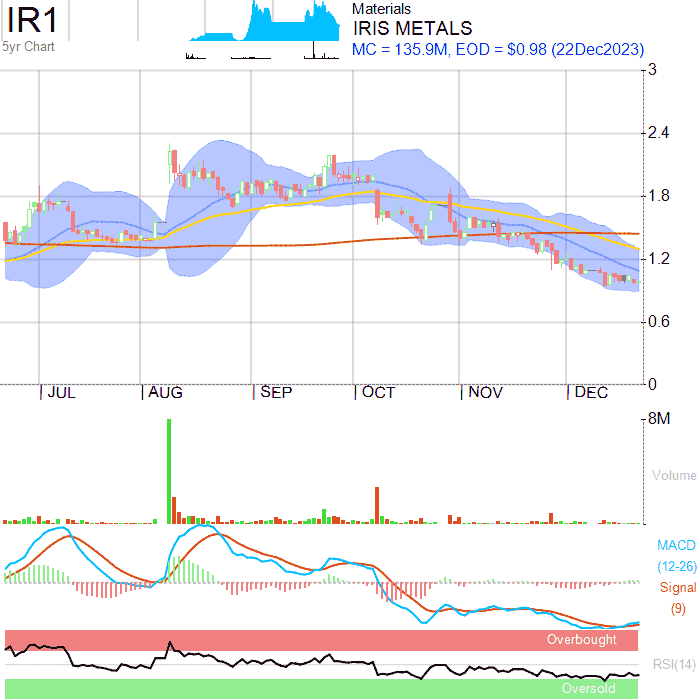 IR1
5yr Chart
Materials
IRIS METALS
MC = 135.9M, EOD = $0.98 (22Dec2023)
3
2.4
1.8
1.2
0.6
0
JUL AUG SEP OCT NOV DEC
8M
Volume
MACD
(12-26)
Signal
(9)
Overbought
RSI(14)
Oversold